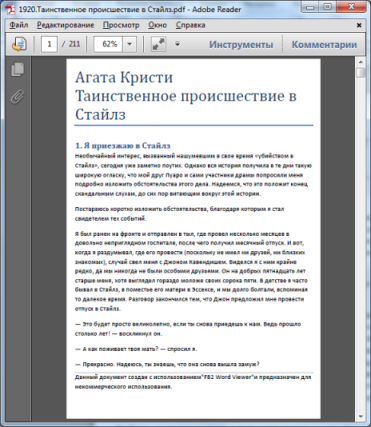 1920.Таинственное происшествие в Стайлз.pdf - Adobe Reader
Файл Редактирование Просмотр Окно Справка
1 / 211 62% Инструменты Комментарии
Агата Кристи
Таинственное происшествие в
Стайлз
1. Я приезжаю в Стайлз
Необычайный интерес, вызванный нашумевшим в свое время «убийством в
Стайлз», сегодня уже заметно поутих. Однако вся история получила в те дни такую
широкую огласку, что мой друг Пуаро и сами участники драмы попросили меня
подробно изложить обстоятельства этого дела. Надеемся, что это положит конец
скандальным слухам, до сих пор витающим вокруг этой истории.
Постараюсь коротко изложить обстоятельства, благодаря которым я стал
свидетелем тех событий.
Я был ранен на фронте и отправлен в тыл, где провел несколько месяцев в
довольно неприглядном госпитале, после чего получил месячный отпуск. И вот,
когда я раздумывал, где его провести (поскольку не имел ни друзей, ни близких
знакомых), случай свел меня с Джоном Кавендишем. Виделся я с ним крайне
редко, да мы никогда не были особыми друзьями. Он на добрых пятнадцать лет
старше меня, хотя выглядел гораздо моложе своих сорока пяти. В детстве я часто
бывал в Стайлз, в поместье его матери в Эссексе, и мы долго болтали, вспоминая
то далекое время. Разговор закончился тем, что Джон предложил мне провести
отпуск в Стайлз.
— Это будет просто великолепно, если ты снова приедешь к нам. Ведь прошло
столько лет! — воскликнул он.
— А как поживает твоя мать? — спросил я.
— Прекрасно. Надеюсь, ты знаешь, что она снова вышла замуж?
Данный документ создан с использованием"FB2 Word Viewer"и предназначен для
некоммерческого использования.